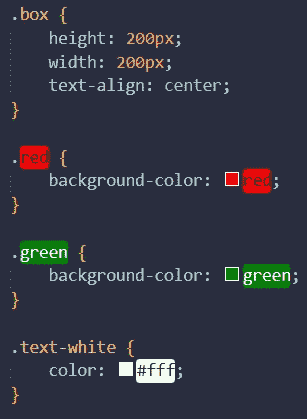 .box {
height: 200px;
width: 200px;
text-align: center;
}
.red {
background-color: red;
}
.green {
background-color: green;
}
.text-white {
color: #fff;
}